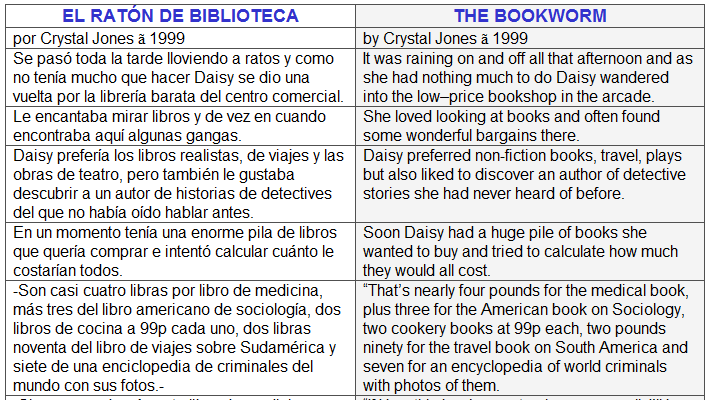 EL RATÓN DE BIBLIOTECA
THE BOOKWORM
por Crystal Jones ã 1999
by Crystal Jones ã 1999
Se pasó toda la tarde lloviendo a ratos y como
no tenía mucho que hacer Daisy se dio una
vuelta por la librería barata del centro comercial.
It was raining on and off all that afternoon and as
she had nothing much to do Daisy wandered
into the low–price bookshop in the arcade.
Le encantaba mirar libros y de vez en cuando
encontraba aquí algunas gangas.
She loved looking at books and often found
some wonderful bargains there.
Daisy prefería los libros realistas, de viajes y las
obras de teatro, pero también le gustaba
descubrir a un autor de historias de detectives
del que no había oído hablar antes.
Daisy preferred non-fiction books, travel, plays
but also liked to discover an author of detective
stories she had never heard of before.
En un momento tenía una enorme pila de libros
que quería comprar e intentó calcular cuánto le
costarían todos.
Soon Daisy had a huge pile of books she
wanted to buy and tried to calculate how much
they would all cost.
-Son casi cuatro libras por libro de medicina,
más tres del libro americano de sociología, dos
libros de cocina a 99p cada uno, dos libras
noventa del libro de viajes sobre Sudamérica y
siete de una enciclopedia de criminales del
mundo con sus fotos.-
“That’s nearly four pounds for the medical book,
plus three for the American book on Sociology,
two cookery books at 99p each, two pounds
ninety for the travel book on South America and
seven for an encyclopedia of world criminals
with photos of them.